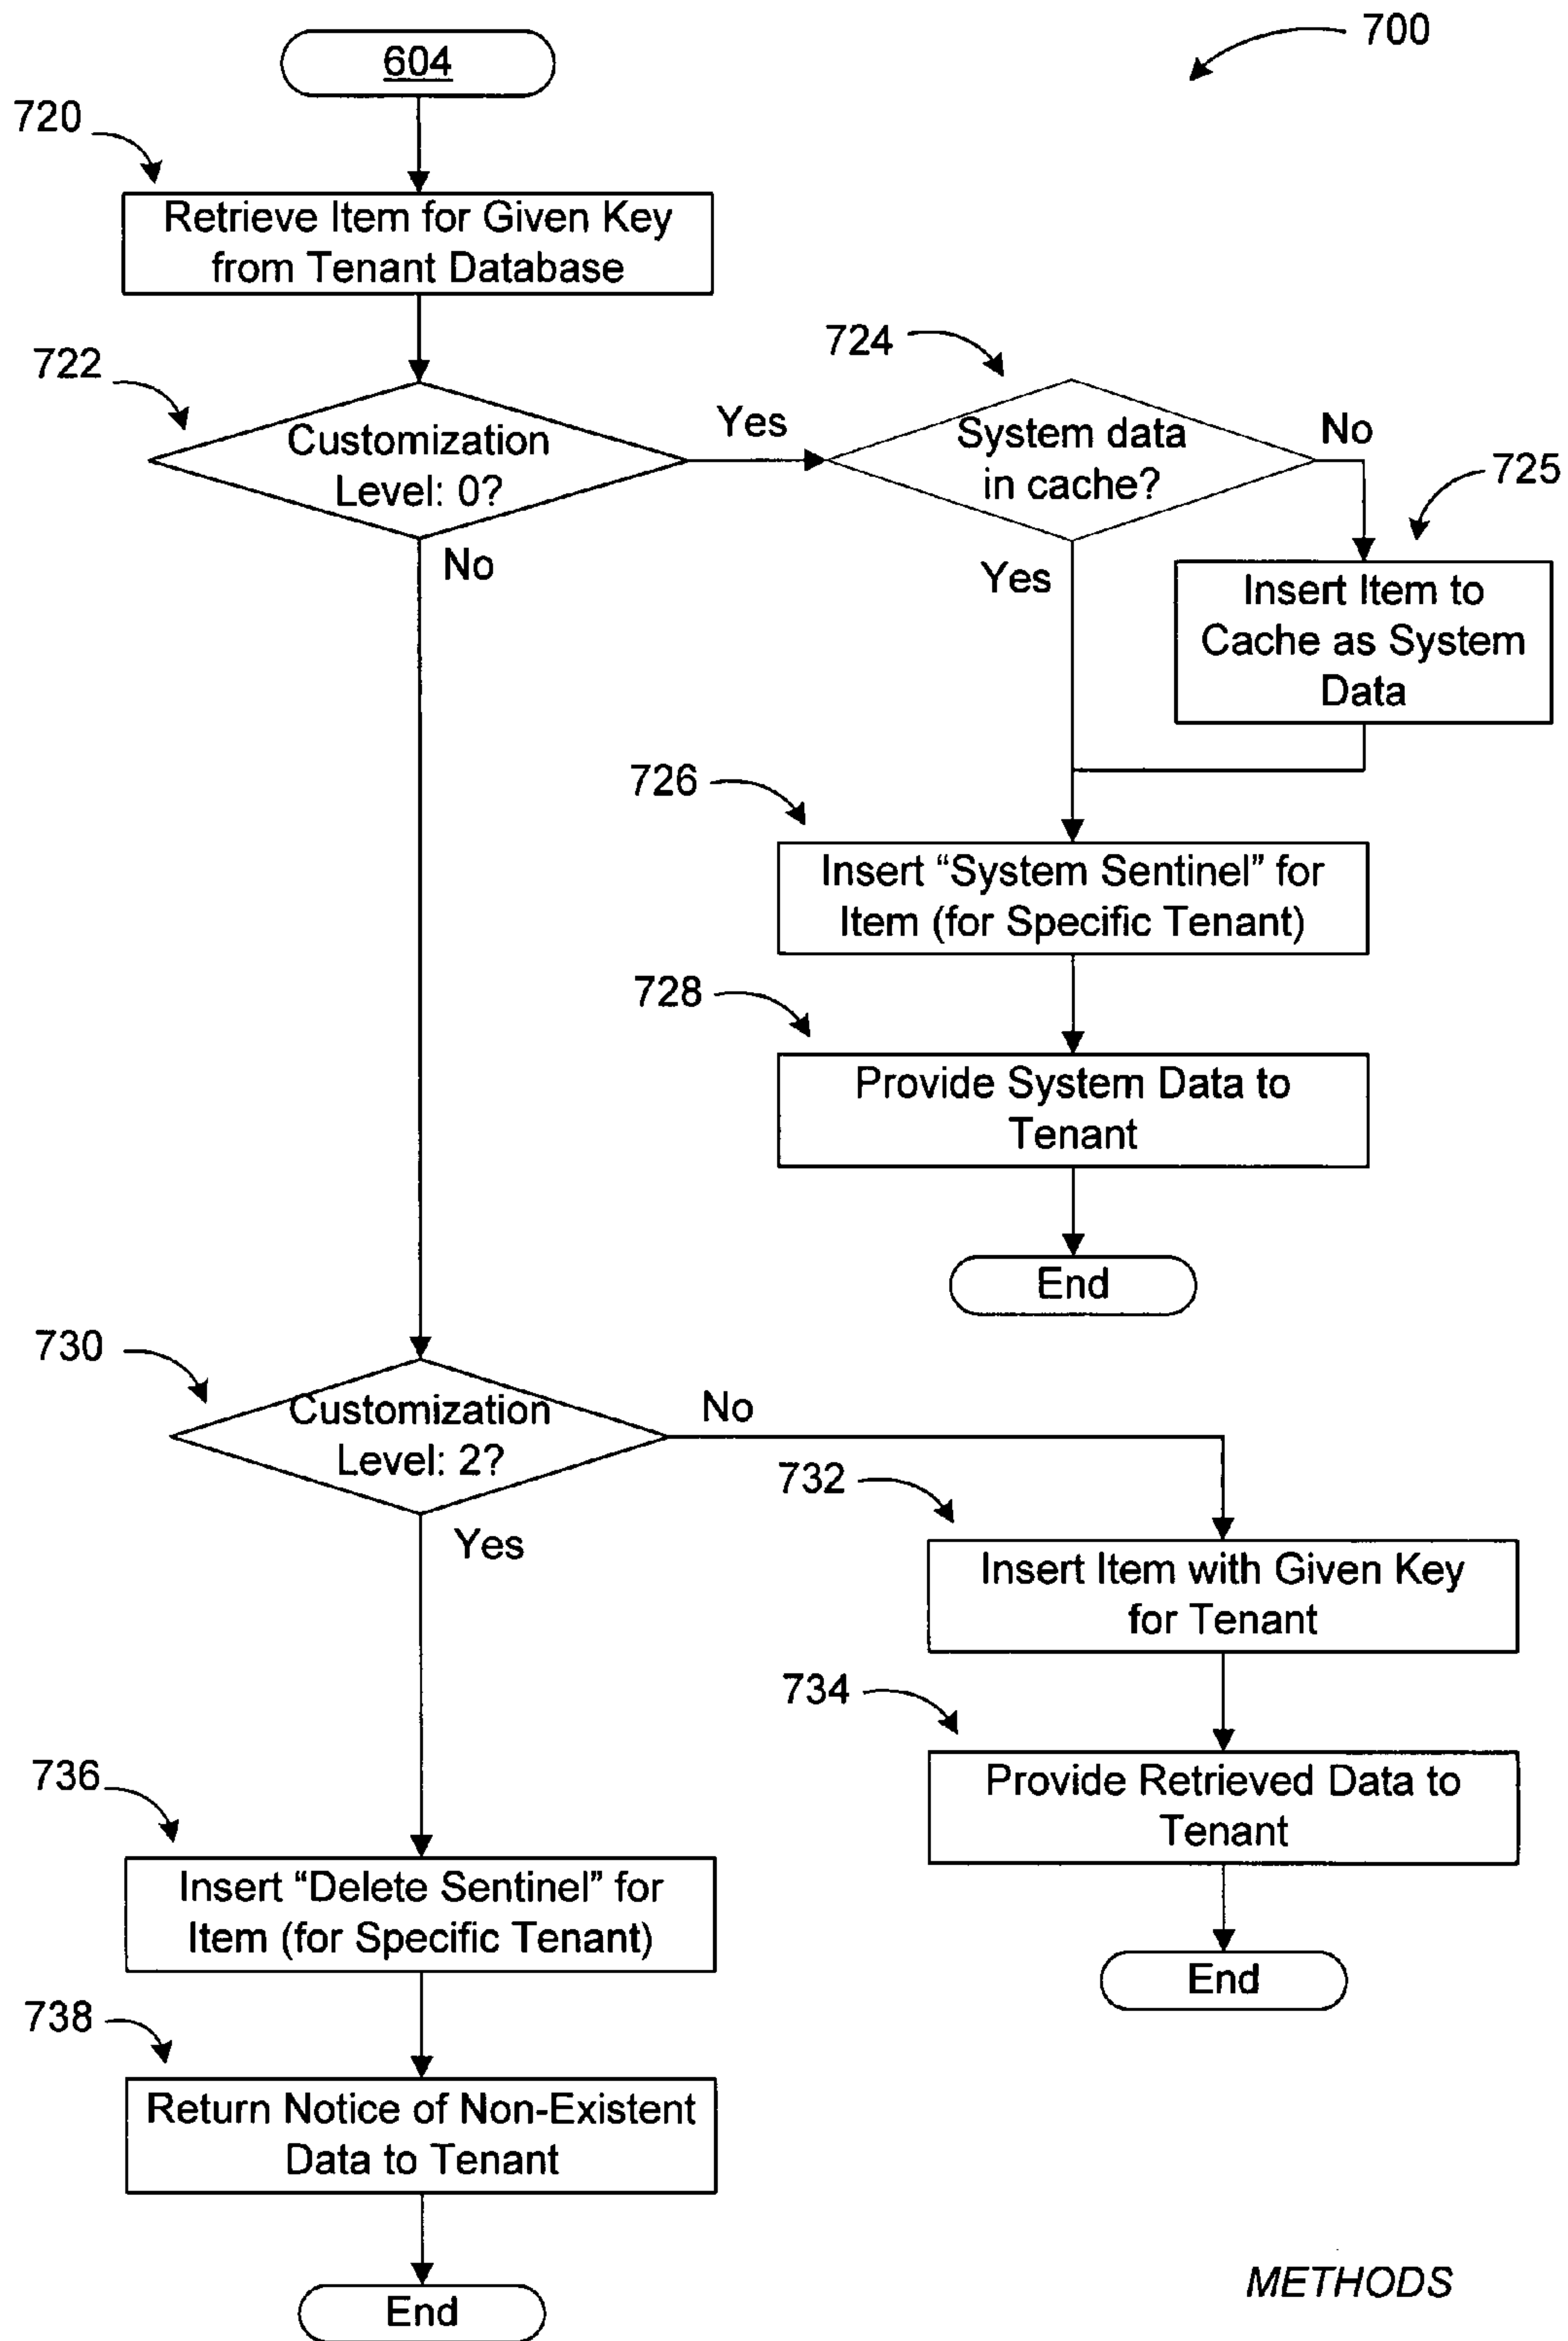 700
604
720
Retrieve Item for Given Key
from Tenant Database
722
Customization
Level: 0?
Yes
No
724
System data
in cache?
No
Yes
725
Insert Item to
Cache as System
Data
726
Insert “System Sentinel” for
Item (for Specific Tenant)
728
Provide System Data to
Tenant
End
730
Customization
Level: 2?
No
Yes
732
Insert Item with Given Key
for Tenant
734
Provide Retrieved Data to
Tenant
End
736
Insert “Delete Sentinel” for
Item (for Specific Tenant)
738
Return Notice of Non-Existent
Data to Tenant
End
METHODS